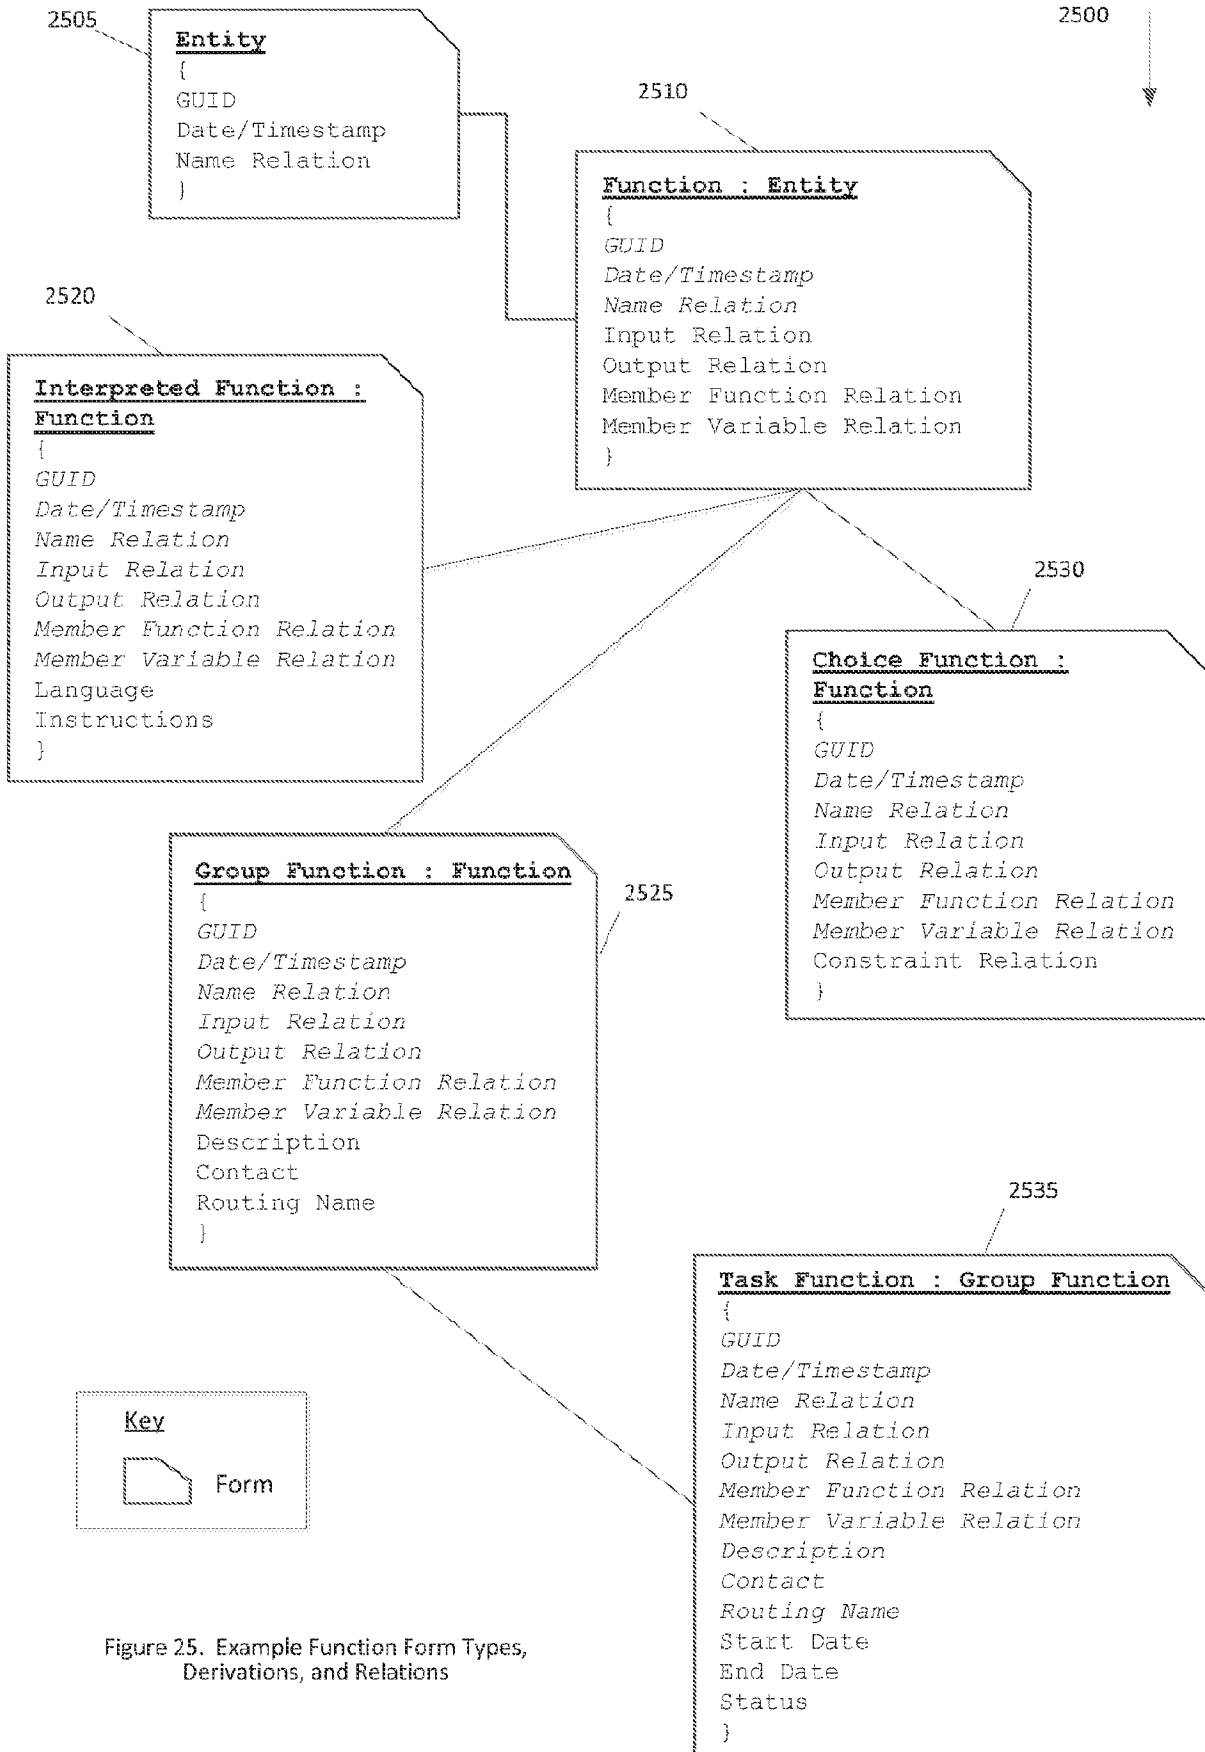 2505
2500
Entity
{
GUID
Date/Timestamp
Name Relation
}
2510
Function : Entity
{
GUID
Date/Timestamp
Name Relation
Input Relation
Output Relation
Member Function Relation
Member Variable Relation
}
2520
Interpreted Function :
Function
{
GUID
Date/Timestamp
Name Relation
Input Relation
Output Relation
Member Function Relation
Member Variable Relation
Language
Instructions
}
2530
Choice Function :
Function
{
GUID
Date/Timestamp
Name Relation
Input Relation
Output Relation
Member Function Relation
Member Variable Relation
Constraint Relation
}
2525
Group Function : Function
{
GUID
Date/Timestamp
Name Relation
Input Relation
Output Relation
Member Function Relation
Member Variable Relation
Description
Contact
Routing Name
}
2535
Task Function : Group Function
{
GUID
Date/Timestamp
Name Relation
Input Relation
Output Relation
Member Function Relation
Member Variable Relation
Description
Contact
Routing Name
Start Date
End Date
Status
}
Key
Form
Figure 25. Example Function Form Types,
Derivations, and Relations